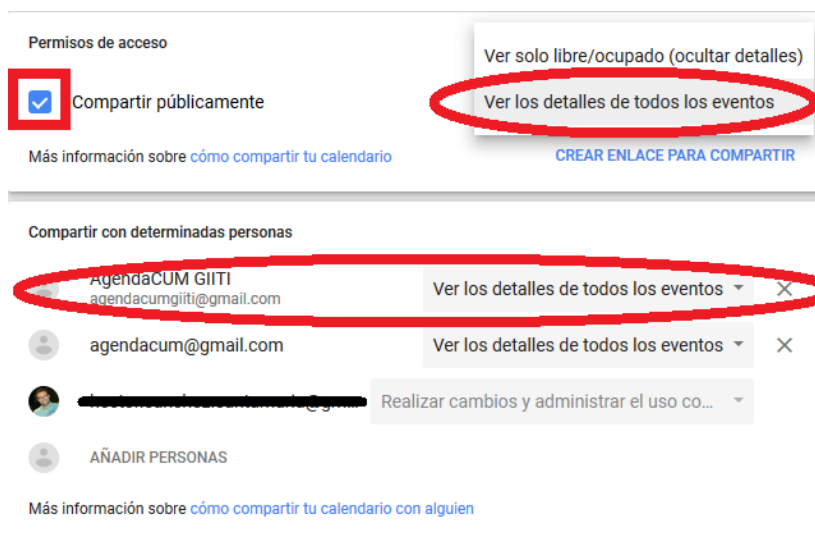 Permisos de acceso
Ver solo libre/ocupado (ocultar detalles)
Compartir públicamente
Ver los detalles de todos los eventos
Más información sobre cómo compartir tu calendario
CREAR ENLACE PARA COMPARTIR
Compartir con determinadas personas
AgendaCUM GIITI
agendacumgiiti@gmail.com
Ver los detalles de todos los eventos
agendacum@gmail.com
Ver los detalles de todos los eventos
Realizar cambios y administrar el uso co...
AÑADIR PERSONAS
Más información sobre cómo compartir tu calendario con alguien